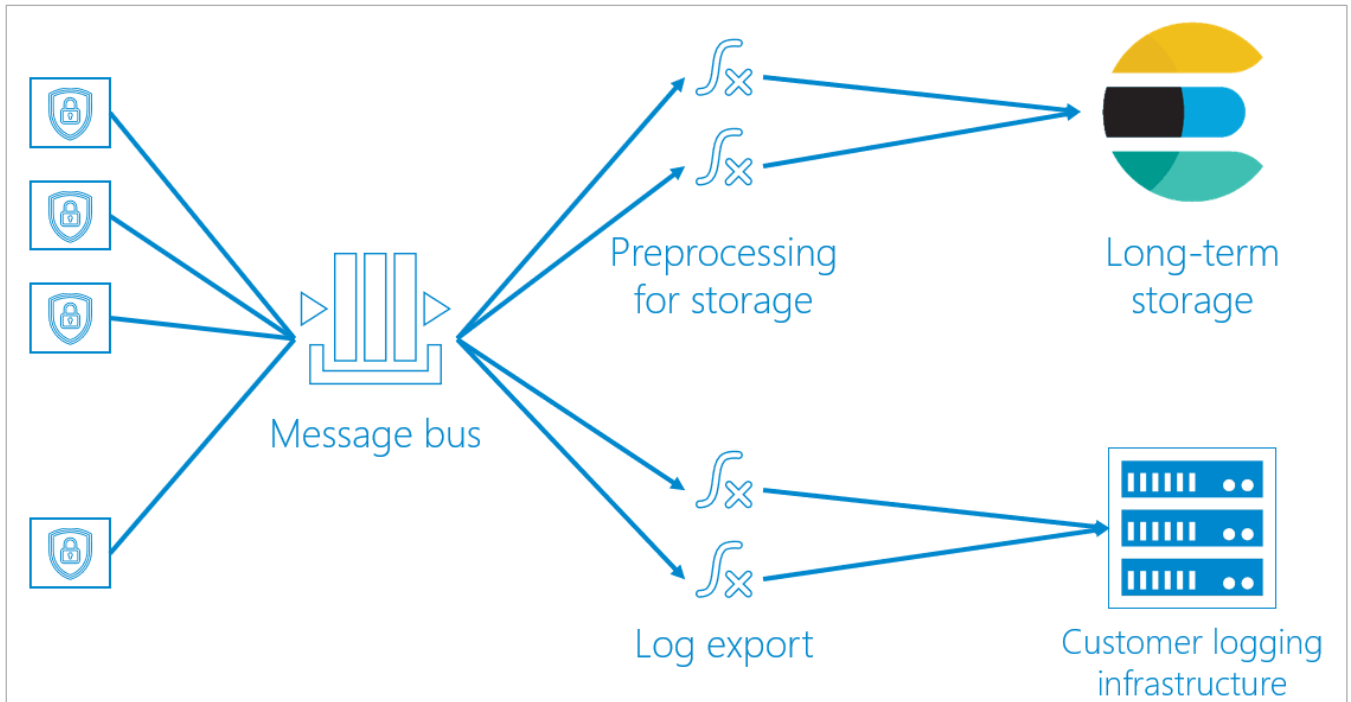 Preprocessing
for storage
Long-term
storage
Message bus
Log export
Customer logging
infrastructure